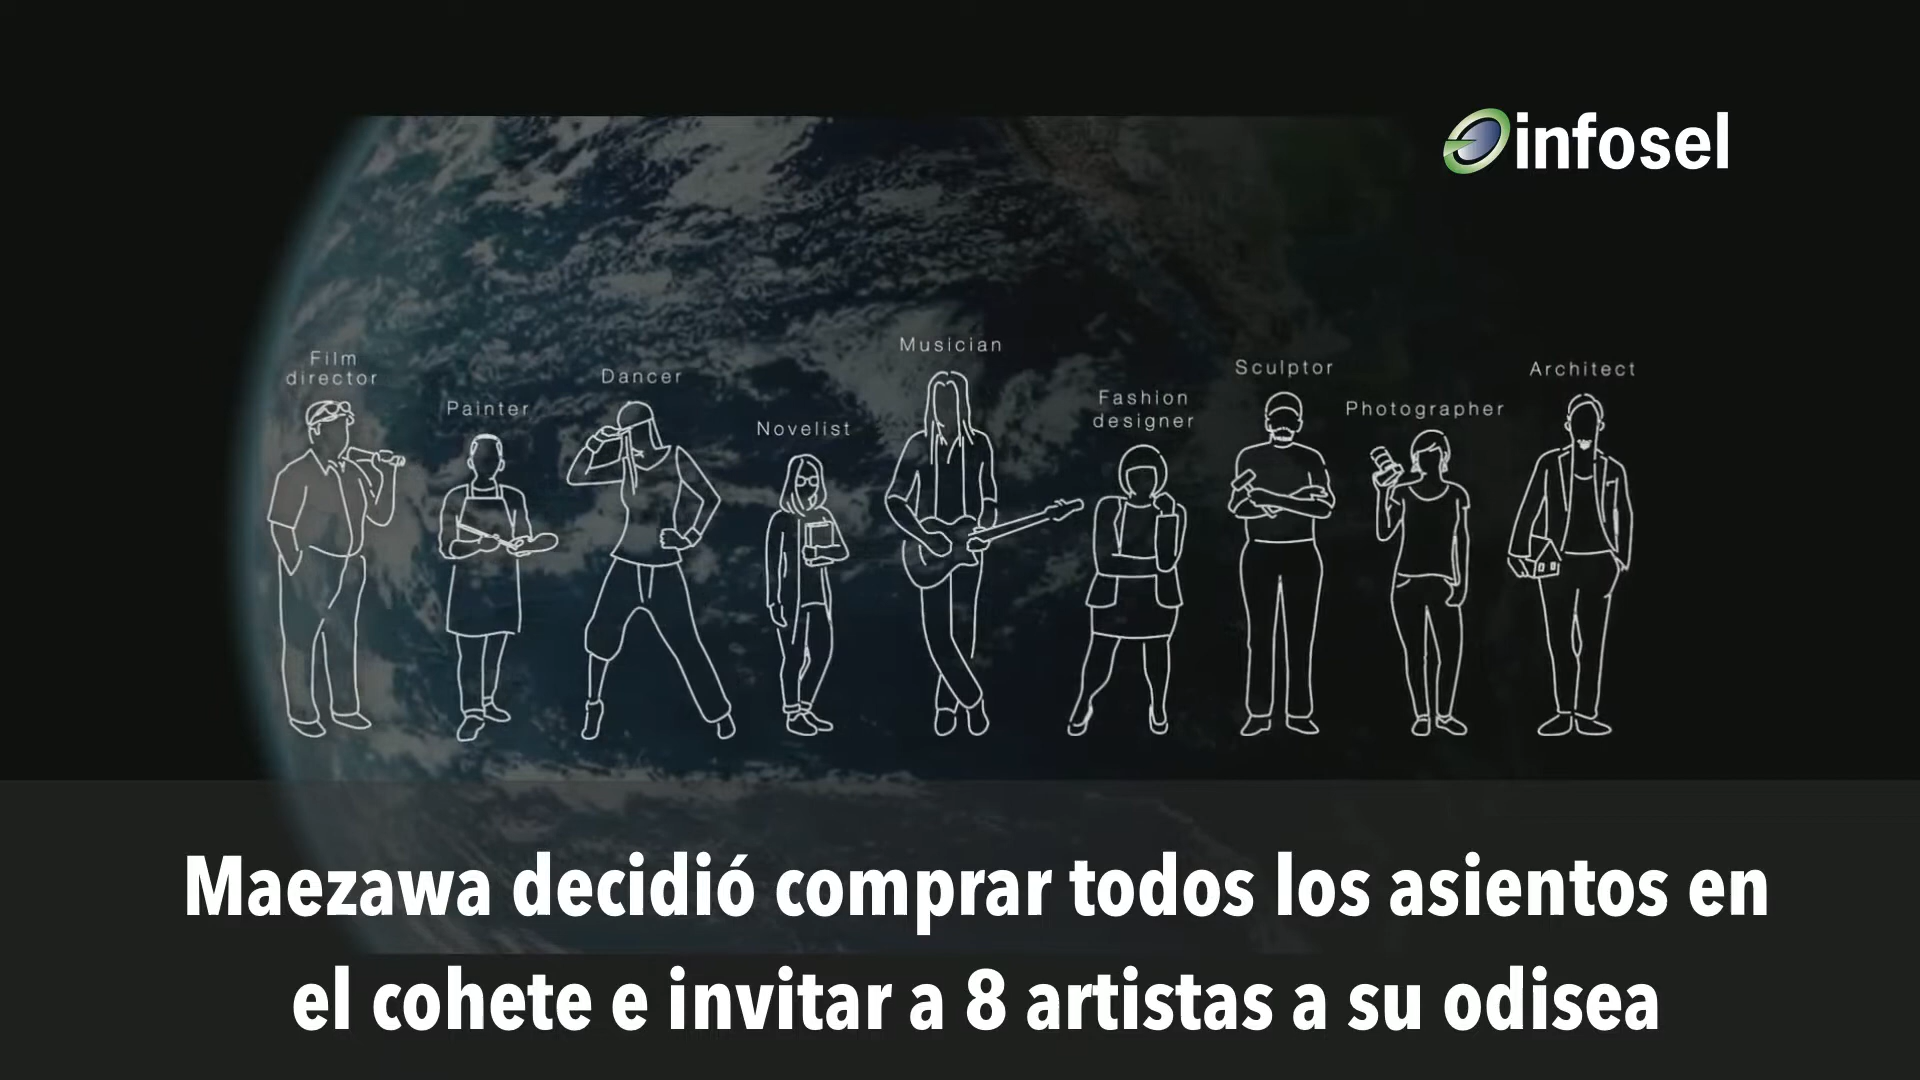 infosel
Film
director
Painter
Dancer
Novelist
Musician
Fashion
designer
Sculptor
Photographer
Architect
Maezawa decidió comprar todos los asientos en
el cohete e invitar a 8 artistas a su odisea